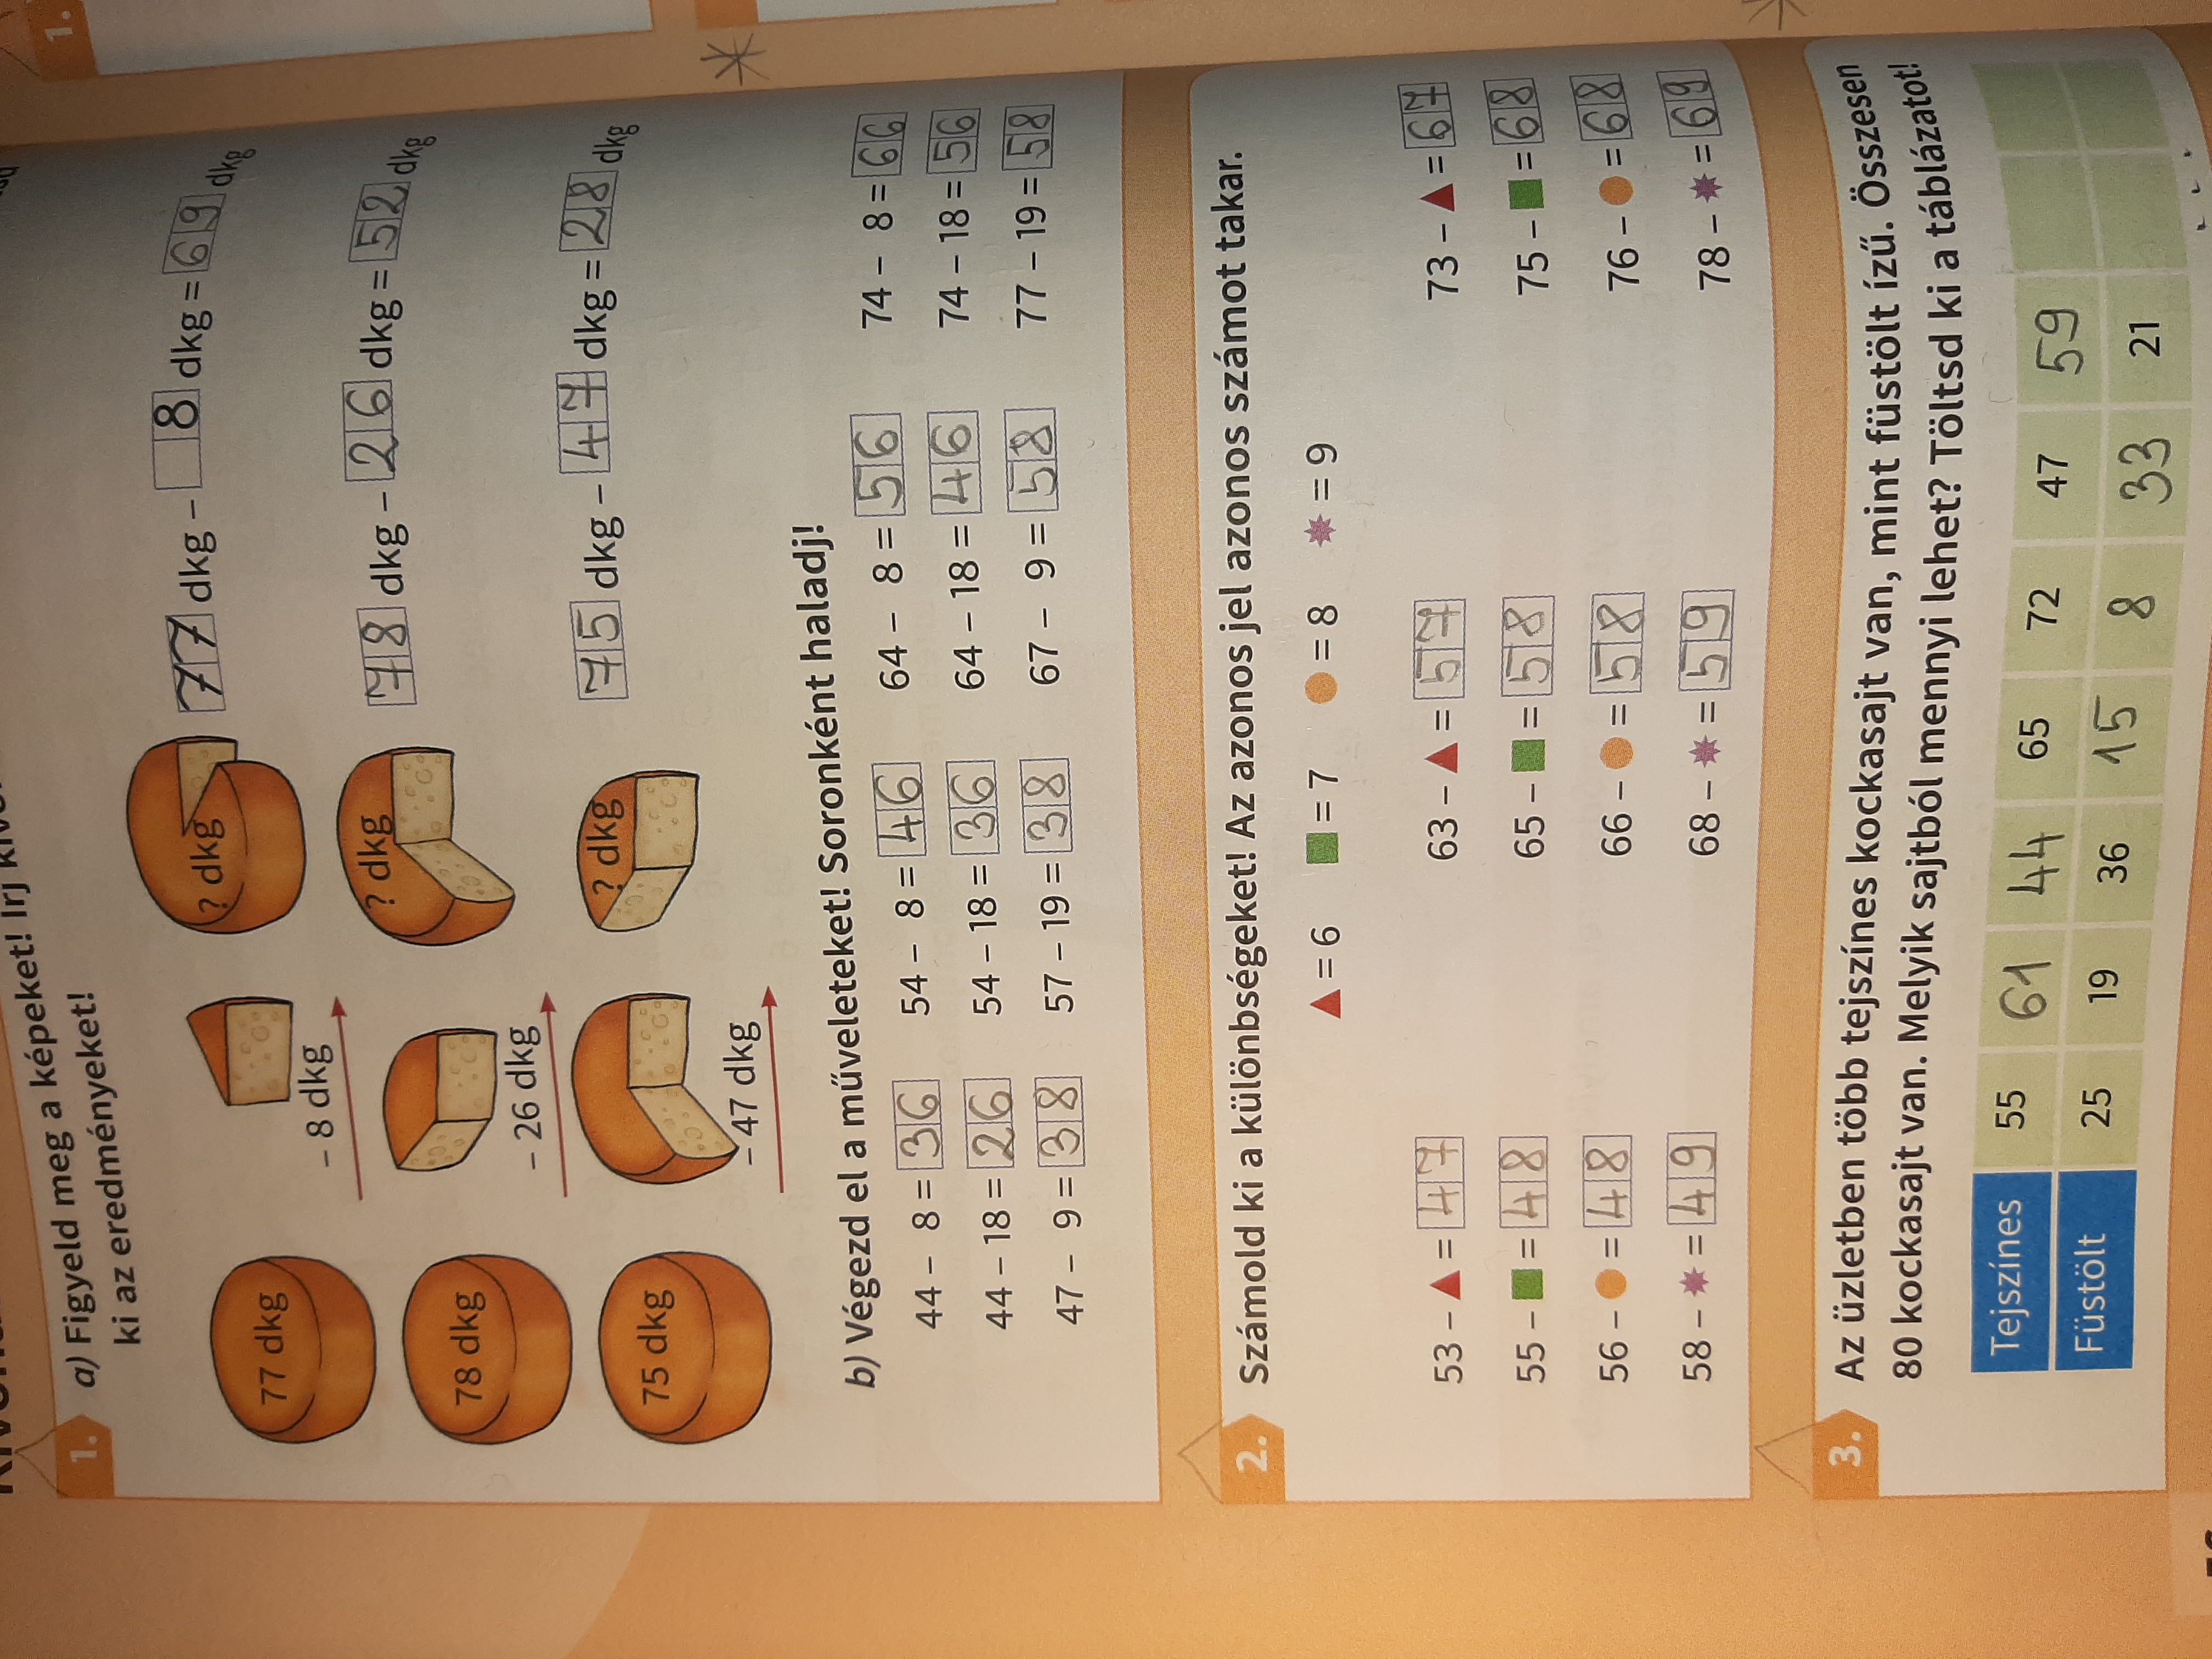 1. a) Figyeld meg a képeket! Írj
ki az eredményeket!
77 dkg
– 8 dkg
? dkg
77 dkg – 8 dkg = 69 dkg
78 dkg
– 26 dkg
? dkg
78 dkg – 26 dkg = 52 dkg
75 dkg
– 47 dkg
? dkg
75 dkg – 47 dkg = 28 dkg
b) Végezd el a műveleteket! Soronként haladj!
44 – 8 = 36 54 – 8 = 46 64 – 8 = 56 74 – 8 = 66
44 – 18 = 26 54 – 18 = 36 64 – 18 = 46 74 – 18 = 56
47 – 9 = 38 57 – 19 = 38 67 – 9 = 58 77 – 19 = 58
2. Számold ki a különbségeket! Az azonos jel azonos számot takar.
▲ = 6 ■ = 7 ● = 8 ✷ = 9
53 – ▲ = 47 63 – ▲ = 57 73 – ▲ = 67
55 – ■ = 48 65 – ■ = 58 75 – ■ = 68
56 – ● = 48 66 – ● = 58 76 – ● = 68
58 – ✷ = 49 68 – ✷ = 59 78 – ✷ = 69
3. Az üzletben több tejszínes kockasajt van, mint füstölt ízű. Összesen
80 kockasajt van. Melyik sajtból mennyi lehet? Töltsd ki a táblázatot!
Tejszínes 55 61 44 65 72 47 59
Füstölt 25 19 36 15 8 33 21
1.